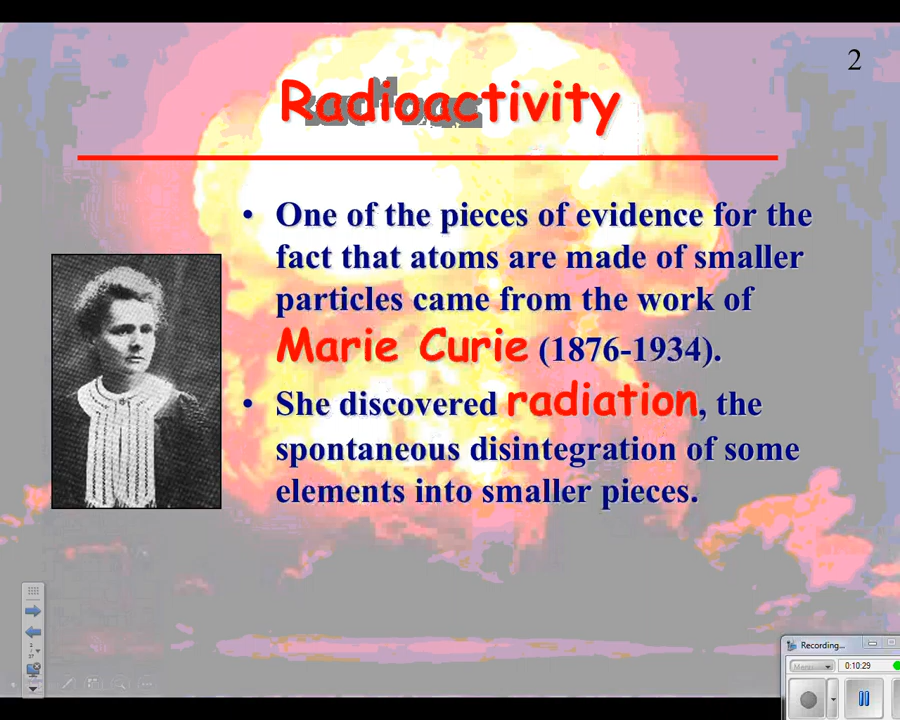 2
Radioactivity
• One of the pieces of evidence for the
fact that atoms are made of smaller
particles came from the work of
Marie Curie (1876-1934).
• She discovered radiation, the
spontaneous disintegration of some
elements into smaller pieces.
Recording...
Menu
0:10:29